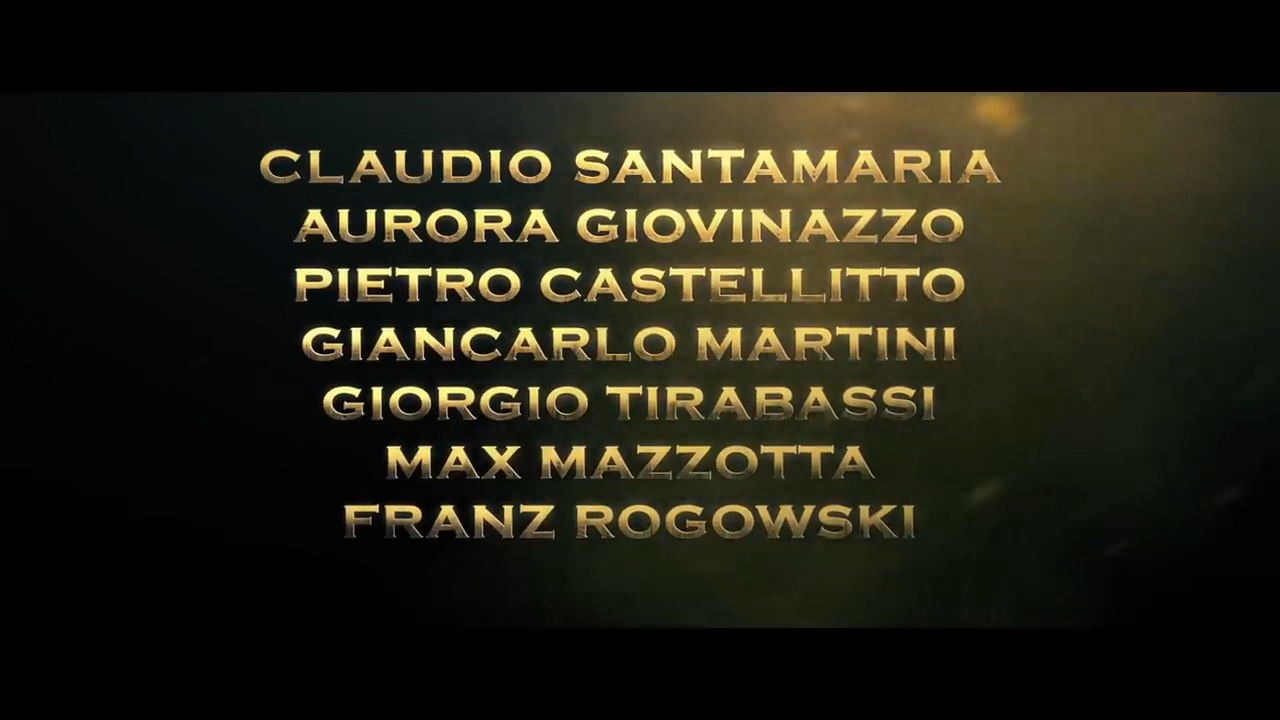 CLAUDIO SANTAMARIA
AURORA GIOVINAZZO
PIETRO CASTELLITTO
GIANCARLO MARTINI
GIORGIO TIRABASSI
MAX MAZZOTTA
FRANZ ROGOWSKI